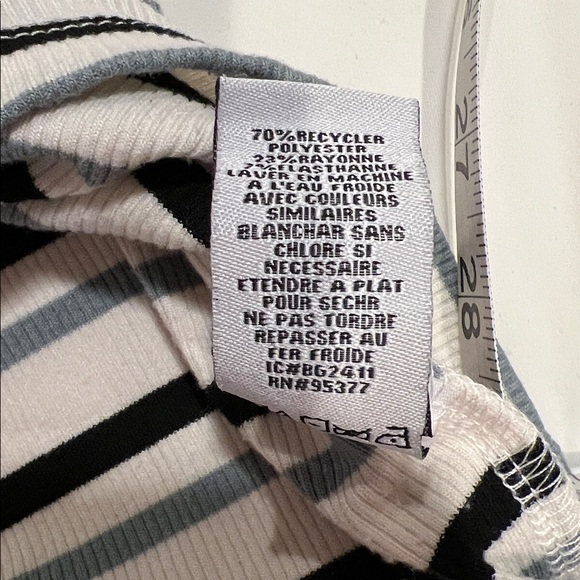 70%RECYCLER
POLYESTER
23%RAYONNE
7%ELASTHANNE
LAVER EN MACHINE
A L'EAU FROIDE
AVEC COULEURS
SIMILAIRES
BLANCHAR SANS
CHLORE SI
NECESSAIRE
ETENDRE A PLAT
POUR SECHR
NE PAS TORDRE
REPASSER AU
FER FROIDE
IC#BG2411
RN#95377
27
28